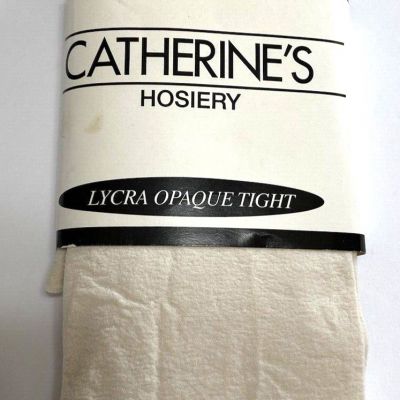 CATHERINE'S
HOSIERY
LYCRA OPAQUE TIGHT